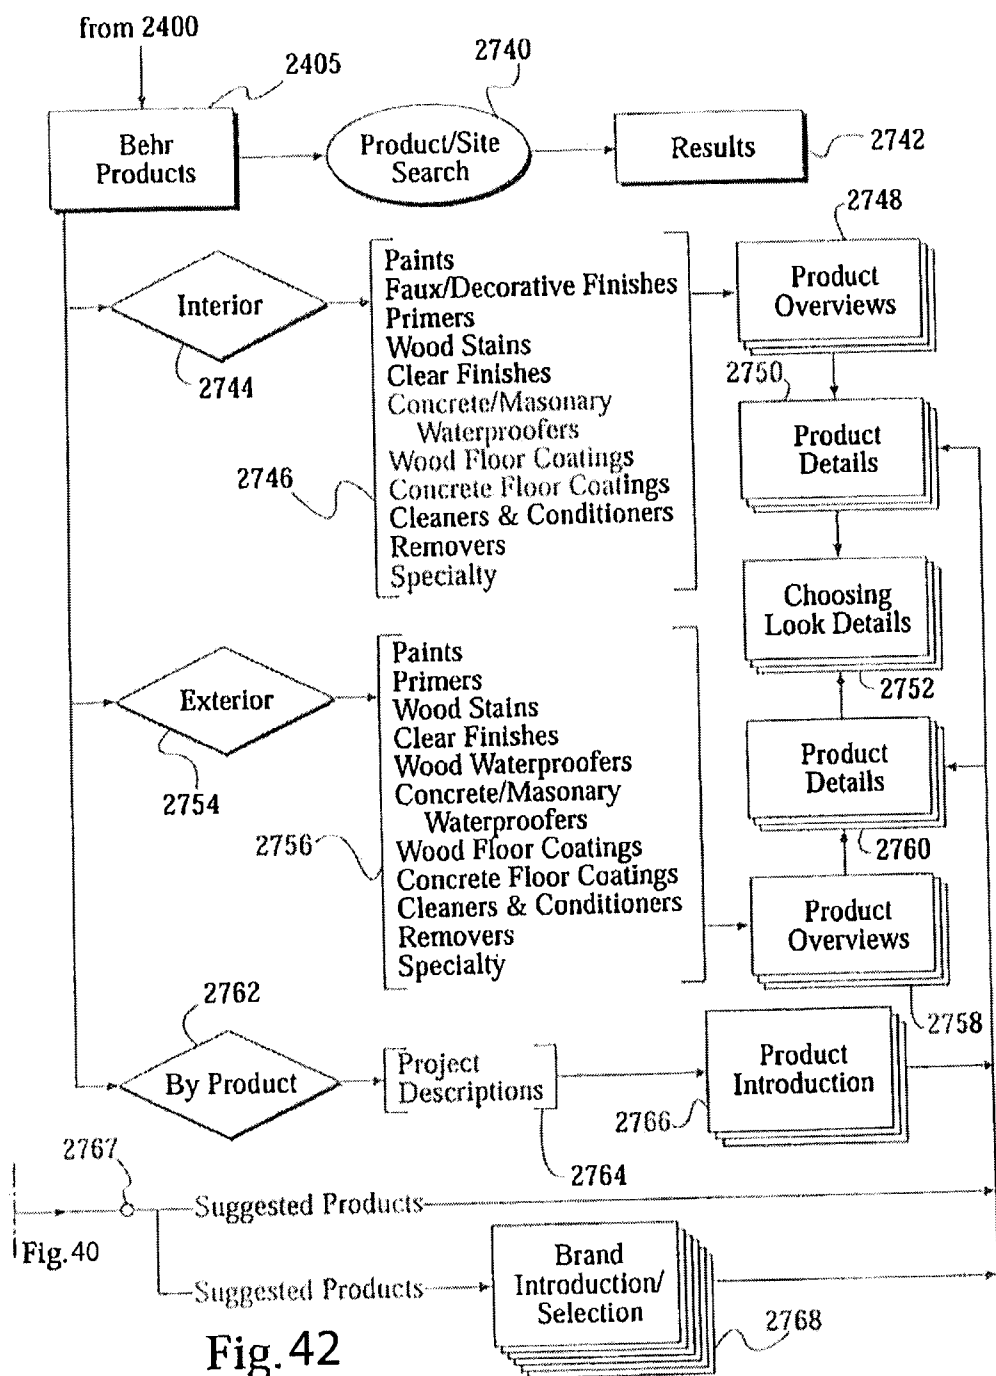 from 2400
2405
2740
Behr
Products
Product/Site
Search
Results
2742
2748
Interior
2744
Paints
Faux/Decorative Finishes
Primers
Wood Stains
Clear Finishes
Concrete/Masonary
Waterproofers
Wood Floor Coatings
Concrete Floor Coatings
Cleaners & Conditioners
Removers
Specialty
2746
Product
Overviews
2750
Product
Details
Choosing
Look Details
2752
Exterior
2754
Paints
Primers
Wood Stains
Clear Finishes
Wood Waterproofers
Concrete/Masonary
Waterproofers
Wood Floor Coatings
Concrete Floor Coatings
Cleaners & Conditioners
Removers
Specialty
2756
Product
Details
2760
Product
Overviews
2758
2762
By Product
Project
Descriptions
2764
Product
Introduction
2766
2767
Suggested Products
Fig.40
Suggested Products
Brand
Introduction/
Selection
2768
Fig. 42